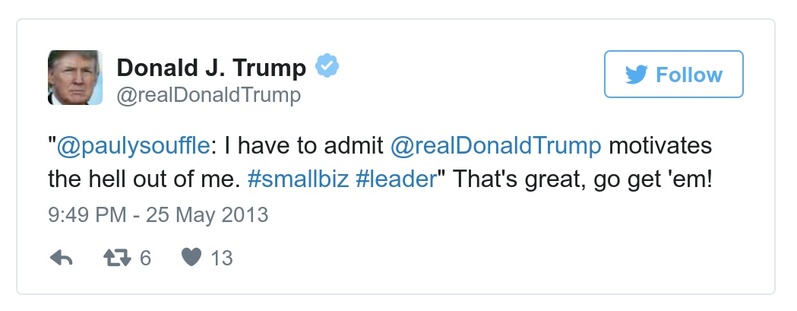 Donald J. Trump
@realDonaldTrump
Follow
"@paulysouffle: I have to admit @realDonaldTrump motivates
the hell out of me. #smallbiz #leader" That's great, go get 'em!
9:49 PM - 25 May 2013
6 13